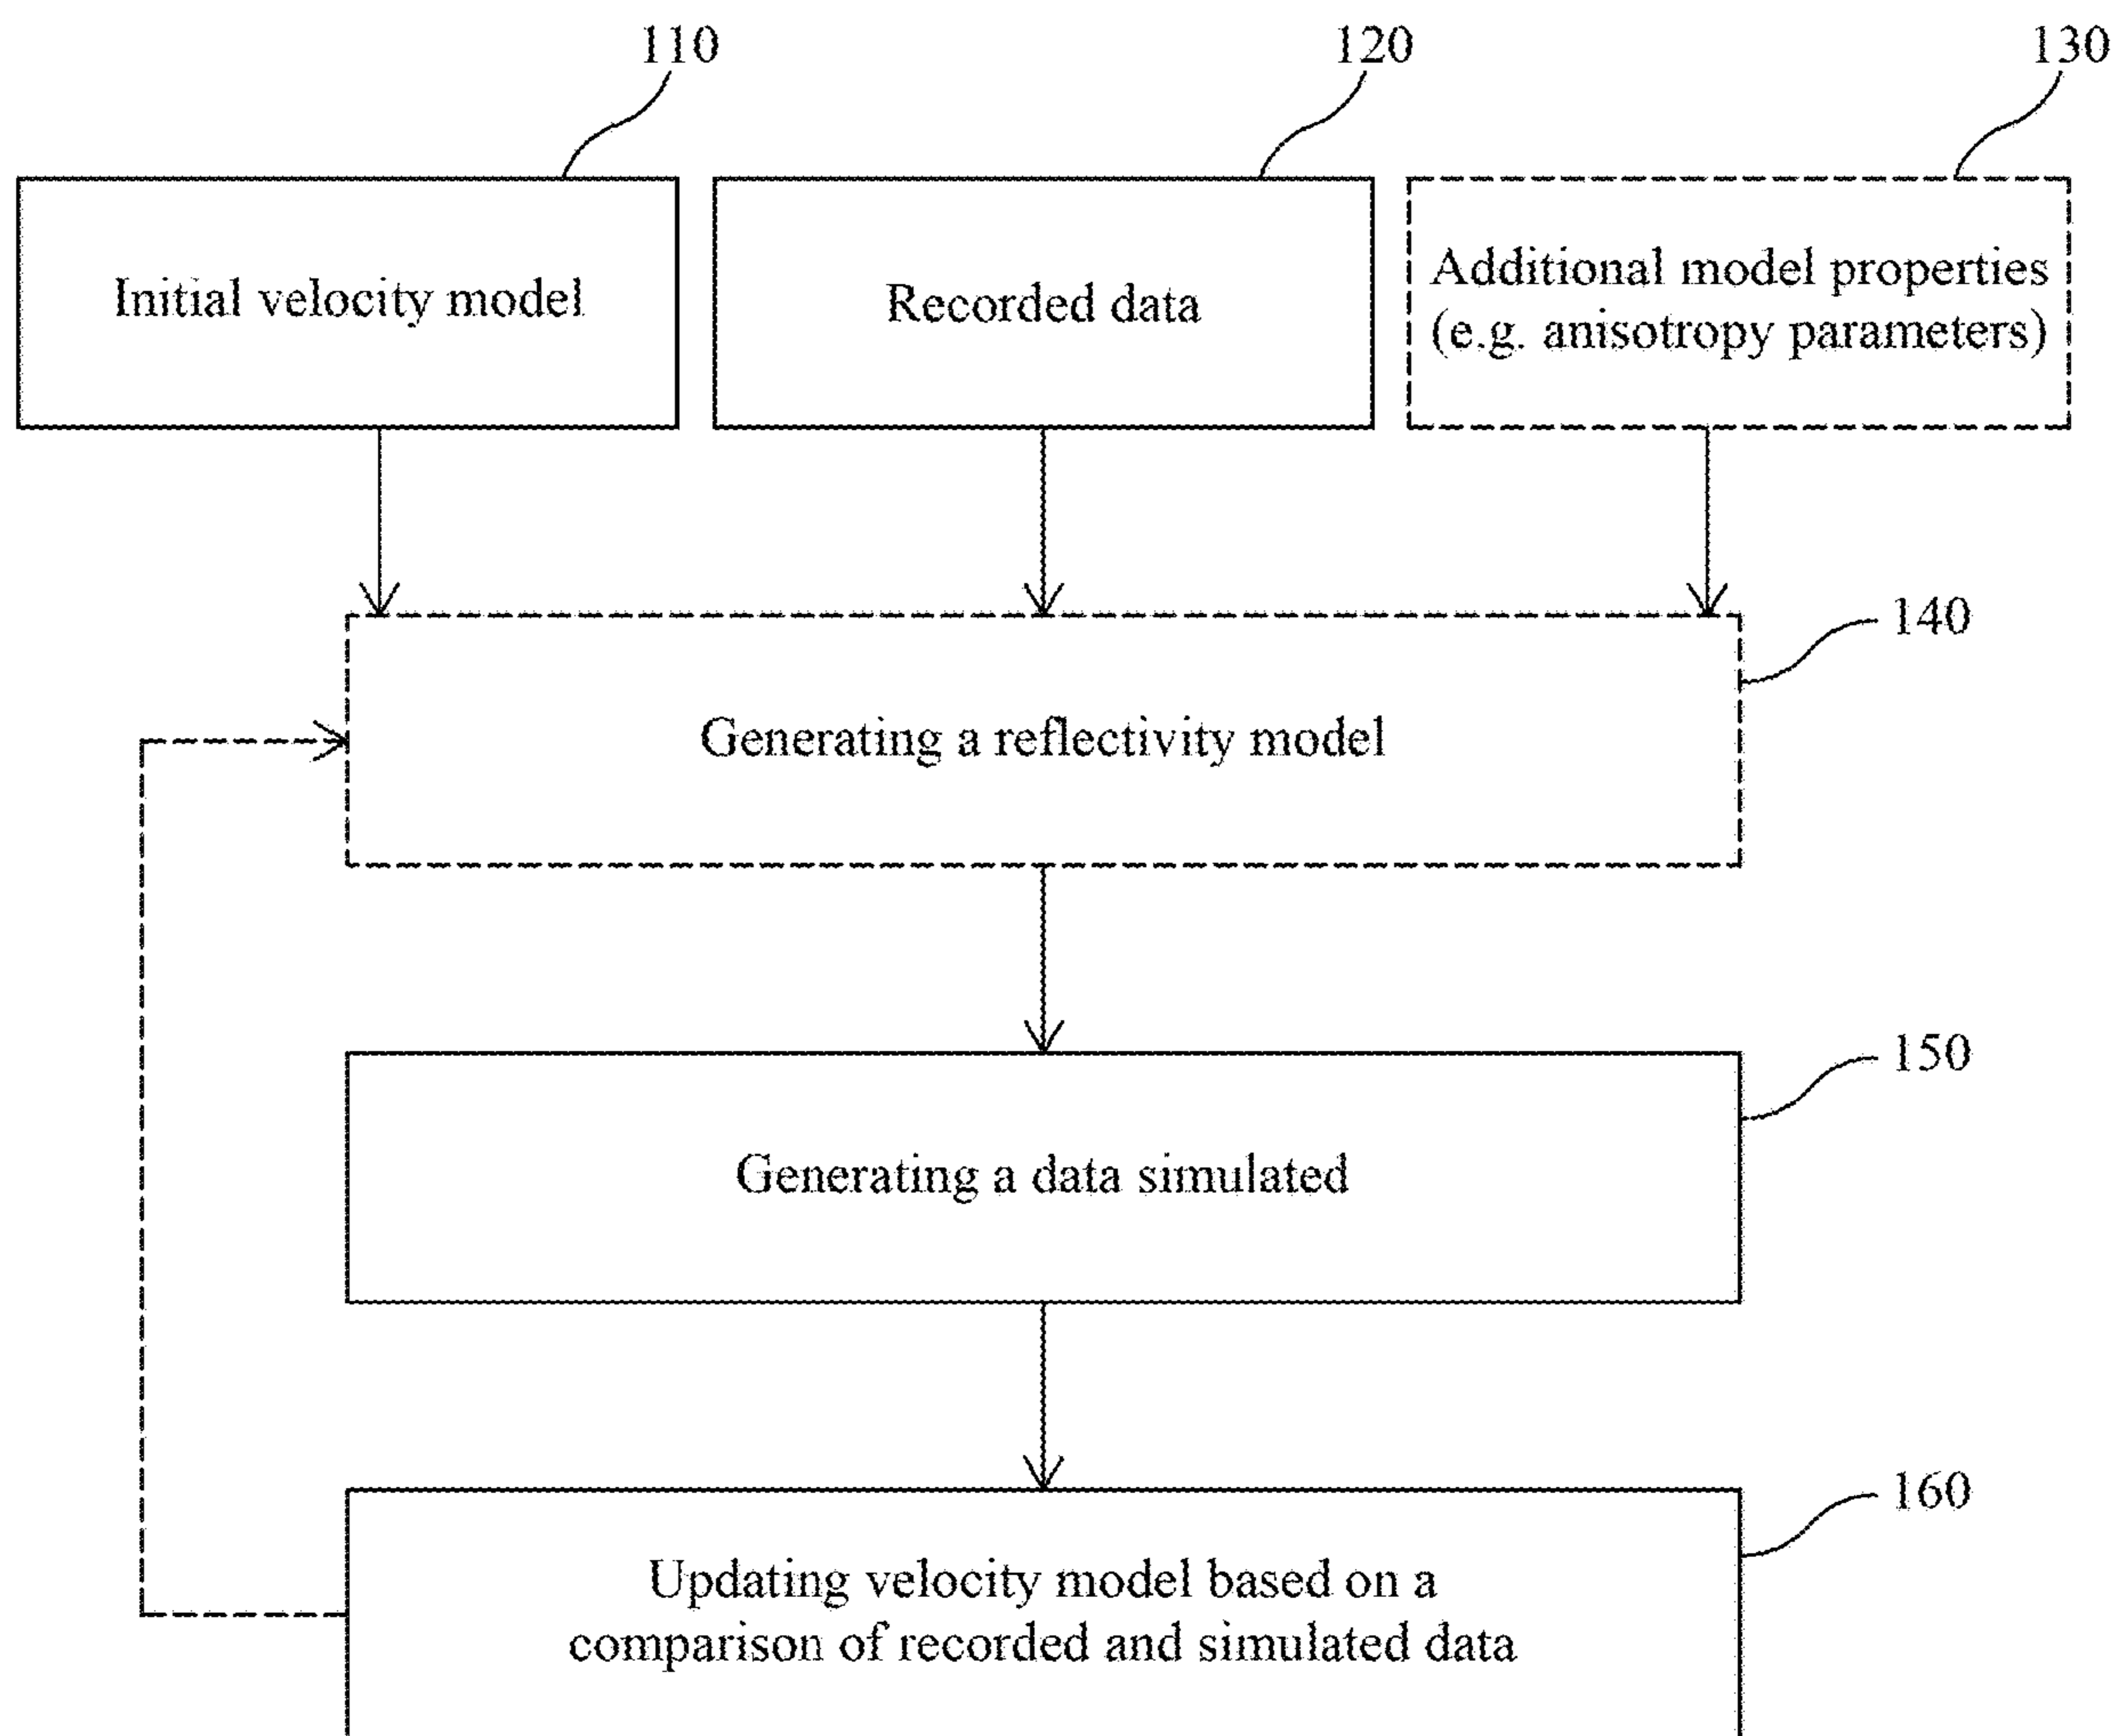 110
120
130
Initial velocity model
Recorded data
Additional model properties
(e.g. anisotropy parameters)
140
Generating a reflectivity model
150
Generating a data simulated
160
Updating velocity model based on a
comparison of recorded and simulated data